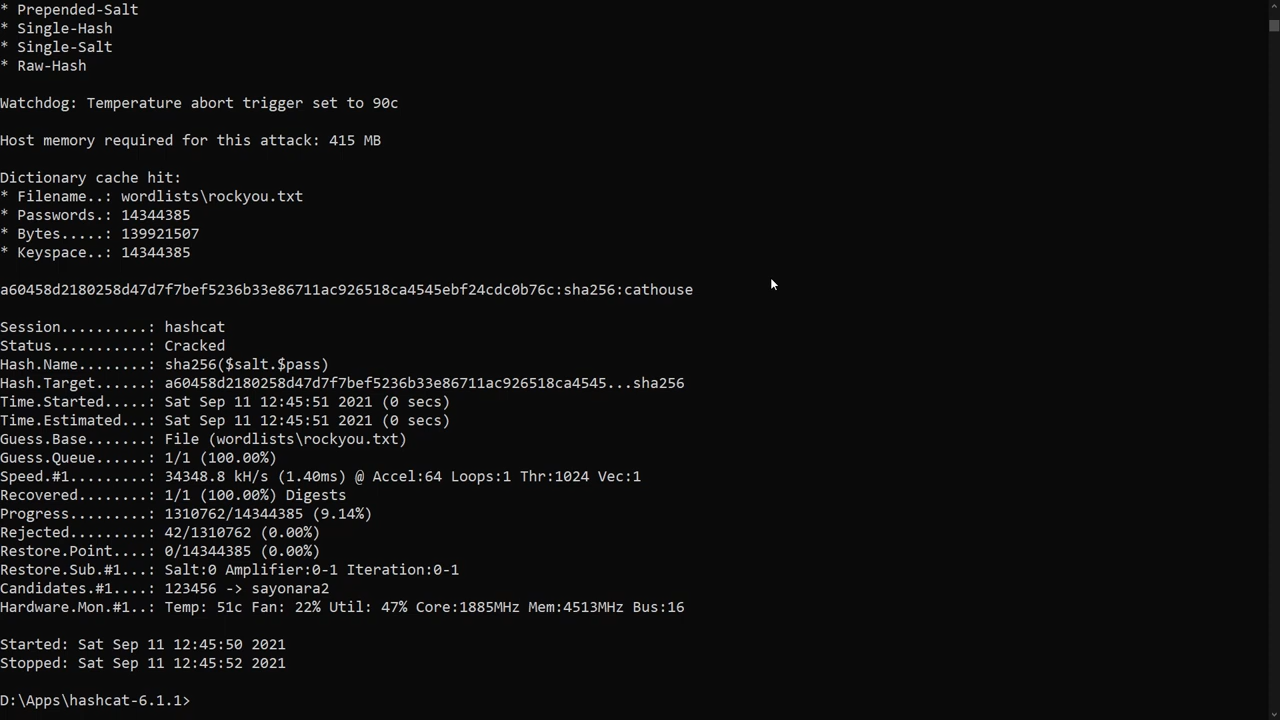 * Prepended-Salt
* Single-Hash
* Single-Salt
* Raw-Hash
Watchdog: Temperature abort trigger set to 90c
Host memory required for this attack: 415 MB
Dictionary cache hit:
* Filename..: wordlists\rockyou.txt
* Passwords.: 14344385
* Bytes.....: 139921507
* Keyspace..: 14344385
a60458d2180258d47d7f7bef5236b33e86711ac926518ca4545ebf24cdc0b76c:sha256:cathouse
Session..........: hashcat
Status...........: Cracked
Hash.Name........: sha256($salt.$pass)
Hash.Target......: a60458d2180258d47d7f7bef5236b33e86711ac926518ca4545...sha256
Time.Started.....: Sat Sep 11 12:45:51 2021 (0 secs)
Time.Estimated...: Sat Sep 11 12:45:51 2021 (0 secs)
Guess.Base.......: File (wordlists\rockyou.txt)
Guess.Queue......: 1/1 (100.00%)
Speed.#1.........: 34348.8 kH/s (1.40ms) @ Accel:64 Loops:1 Thr:1024 Vec:1
Recovered........: 1/1 (100.00%) Digests
Progress.........: 1310762/14344385 (9.14%)
Rejected.........: 42/1310762 (0.00%)
Restore.Point....: 0/14344385 (0.00%)
Restore.Sub.#1...: Salt:0 Amplifier:0-1 Iteration:0-1
Candidates.#1....: 123456 -> sayonara2
Hardware.Mon.#1..: Temp: 51c Fan: 22% Util: 47% Core:1885MHz Mem:4513MHz Bus:16
Started: Sat Sep 11 12:45:50 2021
Stopped: Sat Sep 11 12:45:52 2021
D:\Apps\hashcat-6.1.1>